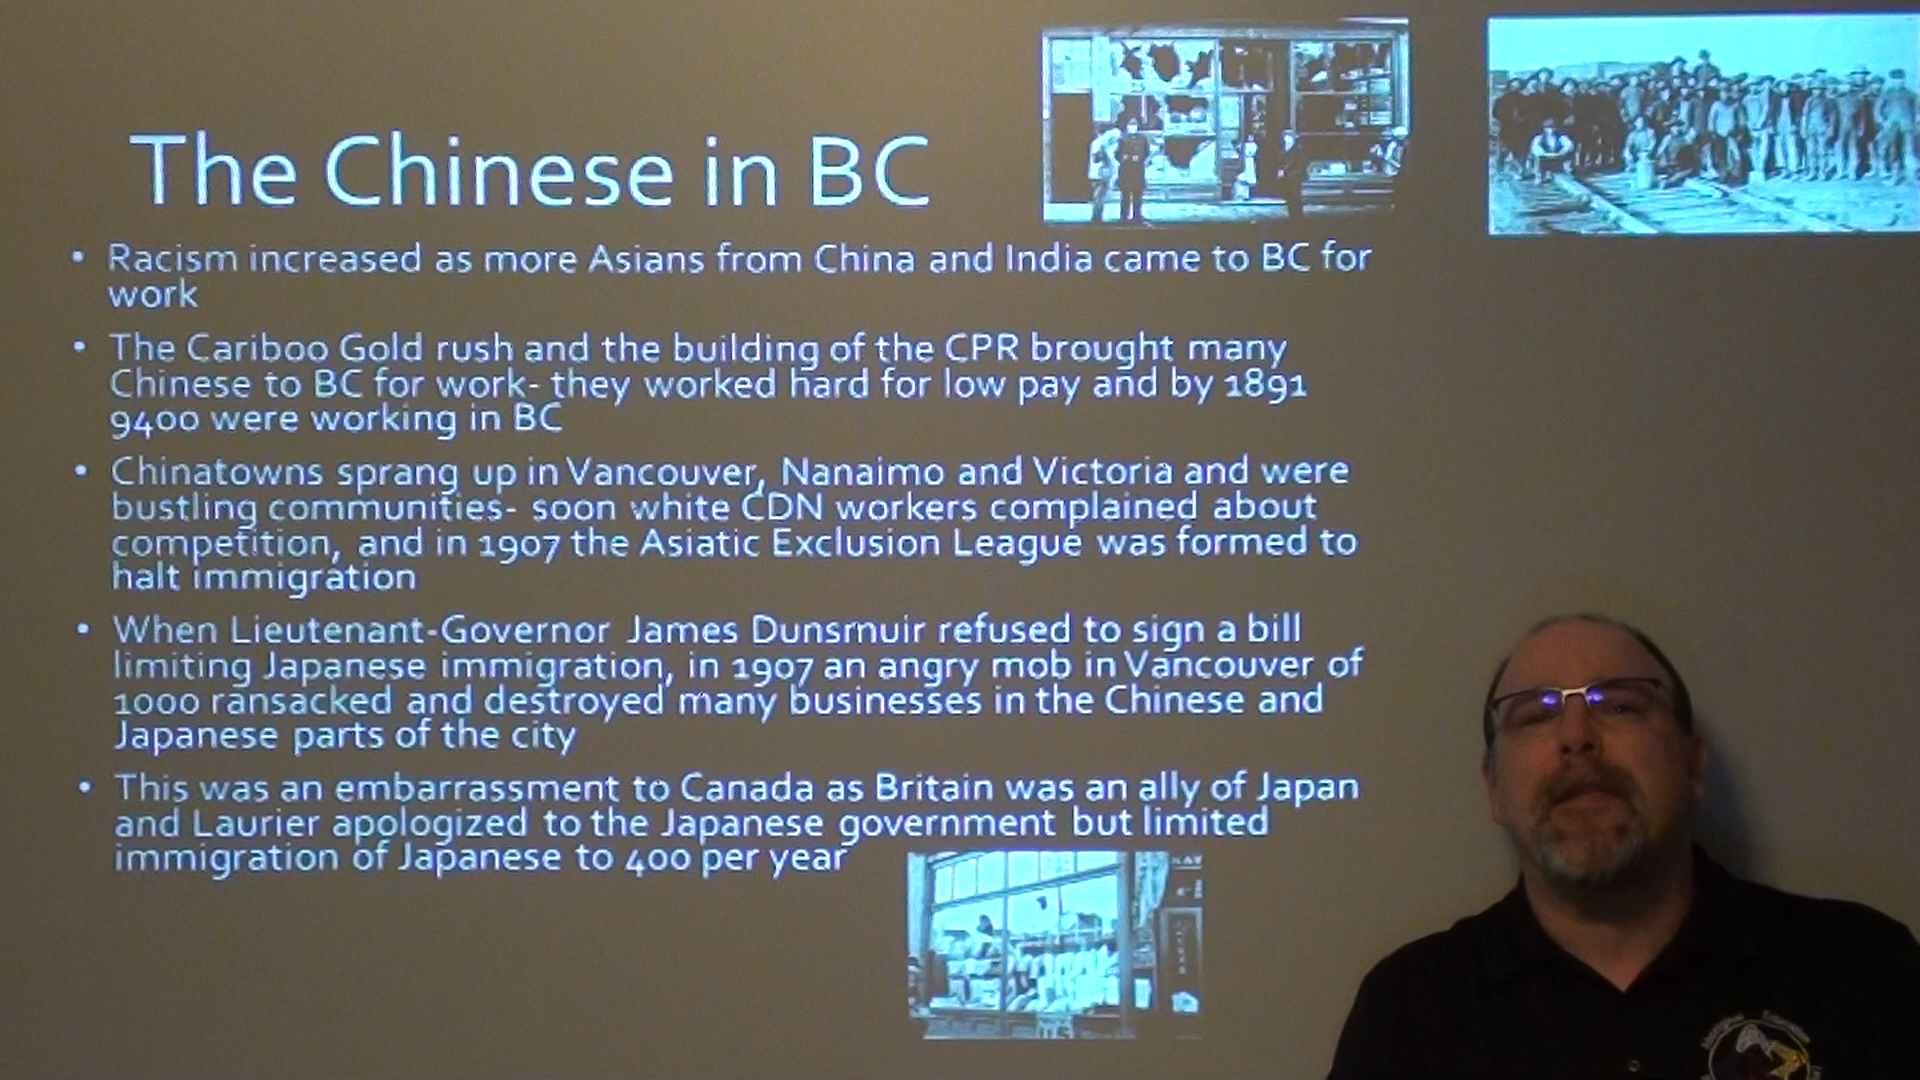 The Chinese in BC
• Racism increased as more Asians from China and India came to BC for
work
• The Cariboo Gold rush and the building of the CPR brought many
Chinese to BC for work- they worked hard for low pay and by 1891
9400 were working in BC
• Chinatowns sprang up in Vancouver, Nanaimo and Victoria and were
bustling communities- soon white CDN workers complained about
competition, and in 1907 the Asiatic Exclusion League was formed to
halt immigration
• When Lieutenant-Governor James Dunsmuir refused to sign a bill
limiting Japanese immigration, in 1907 an angry mob in Vancouver of
1000 ransacked and destroyed many businesses in the Chinese and
Japanese parts of the city
• This was an embarrassment to Canada as Britain was an ally of Japan
and Laurier apologized to the Japanese government but limited
immigration of Japanese to 400 per year